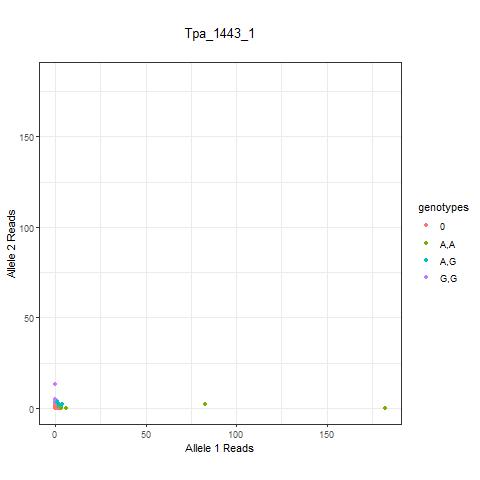 Tpa_1443_1
Allele 2 Reads
150
100
50
0
0
50
100
150
Allele 1 Reads
genotypes
0
A,A
A,G
G,G